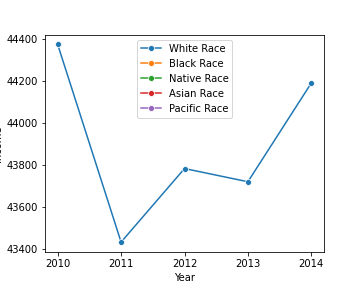 44400
44200
44000
43800
43600
43400
White Race
Black Race
Native Race
Asian Race
Pacific Race
2010 2011 2012 2013 2014
Year